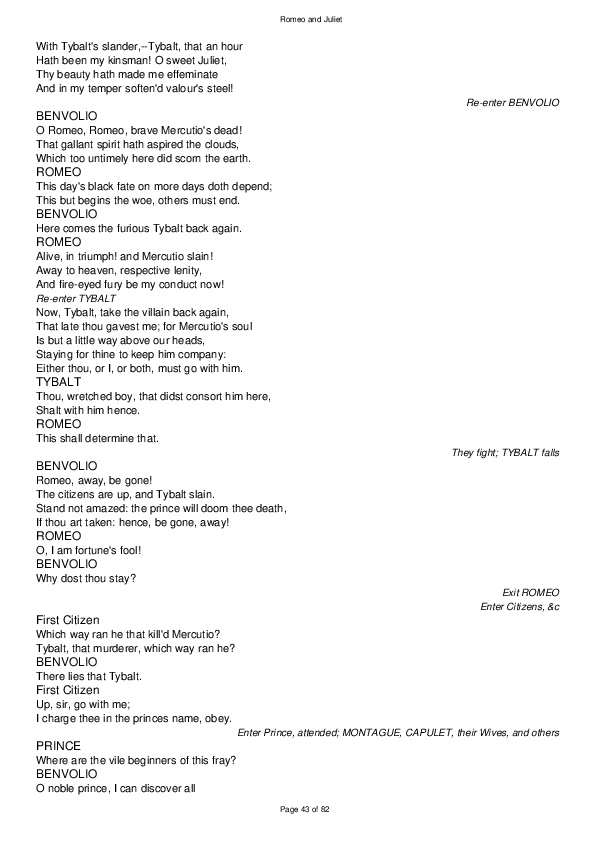 Romeo and Juliet
With Tybalt's slander,--Tybalt, that an hour
Hath been my kinsman! O sweet Juliet,
Thy beauty hath made me effeminate
And in my temper soften'd valour's steel!
Re-enter BENVOLIO
BENVOLIO
O Romeo, Romeo, brave Mercutio's dead!
That gallant spirit hath aspired the clouds,
Which too untimely here did scorn the earth.
ROMEO
This day's black fate on more days doth depend;
This but begins the woe, others must end.
BENVOLIO
Here comes the furious Tybalt back again.
ROMEO
Alive, in triumph! and Mercutio slain!
Away to heaven, respective lenity,
And fire-eyed fury be my conduct now!
Re-enter TYBALT
Now, Tybalt, take the villain back again,
That late thou gavest me; for Mercutio's soul
Is but a little way above our heads,
Staying for thine to keep him company:
Either thou, or I, or both, must go with him.
TYBALT
Thou, wretched boy, that didst consort him here,
Shalt with him hence.
ROMEO
This shall determine that.
They fight; TYBALT falls
BENVOLIO
Romeo, away, be gone!
The citizens are up, and Tybalt slain.
Stand not amazed: the prince will doom thee death,
If thou art taken: hence, be gone, away!
ROMEO
O, I am fortune's fool!
BENVOLIO
Why dost thou stay?
Exit ROMEO
Enter Citizens, &c
First Citizen
Which way ran he that kill'd Mercutio?
Tybalt, that murderer, which way ran he?
BENVOLIO
There lies that Tybalt.
First Citizen
Up, sir, go with me;
I charge thee in the princes name, obey.
Enter Prince, attended; MONTAGUE, CAPULET, their Wives, and others
PRINCE
Where are the vile beginners of this fray?
BENVOLIO
O noble prince, I can discover all
Page 43 of 82